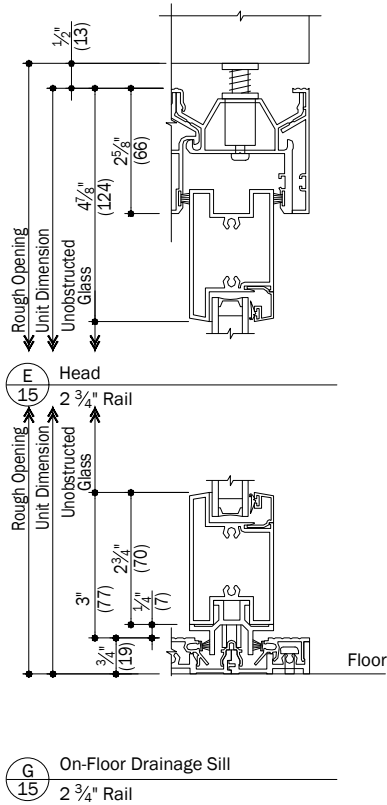 ½"
(13)
2⅝"
(66)
4⅞"
(124)
Rough Opening
Unit Dimension
Unobstructed
Glass
E
15
Head
2 ¾" Rail
Rough Opening
Unit Dimension
Unobstructed
Glass
2¾"
(70)
3"
(77)
¼"
(7)
¾"
(19)
Floor
G
15
On-Floor Drainage Sill
2 ¾" Rail